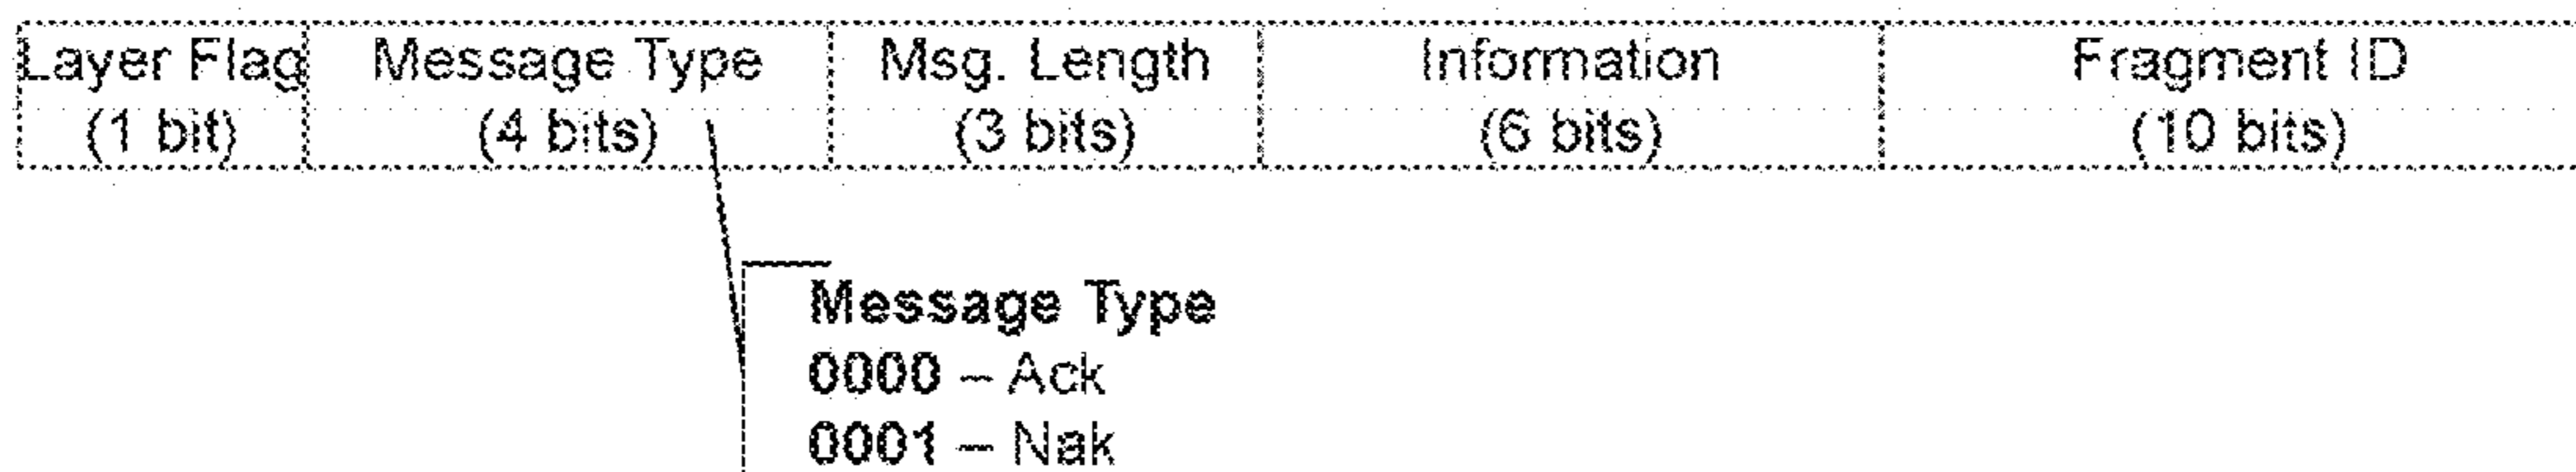 Layer Flag Message Type Msg. Length Information Fragment ID
(1 bit) (4 bits) (3 bits) (6 bits) (10 bits)
Message Type
0000 – Ack
0001 – Nak